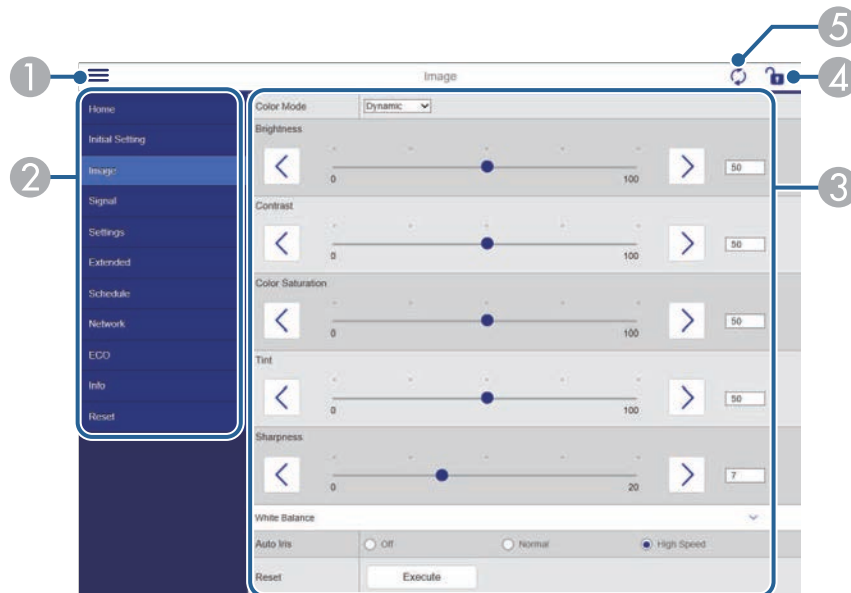 5
1
Image
4
Home
Initial Setting
Image
Signal
Settings
Extended
Schedule
Network
ECO
Info
Reset
2
3
Color Mode
Dynamic
Brightness
0
100
50
Contrast
0
100
50
Color Saturation
0
100
50
Tint
0
100
50
Sharpness
0
20
7
White Balance
Auto Iris
Off
Normal
High Speed
Reset
Execute